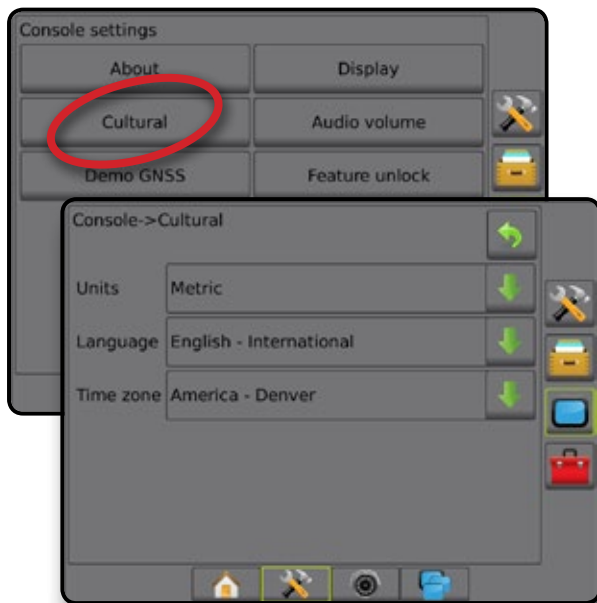 Console settings
About Display
Cultural Audio volume
Demo GNSS Feature unlock
Console->Cultural
Units Metric
Language English - International
Time zone America - Denver